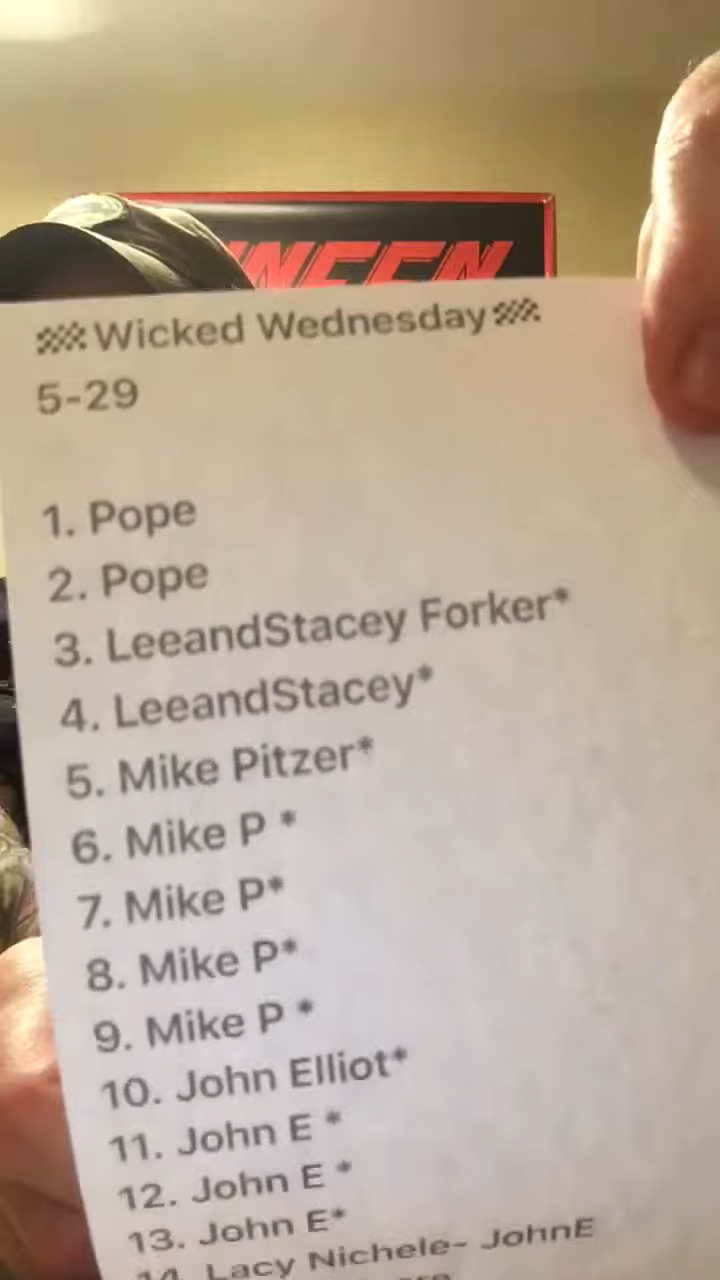 🏁Wicked Wednesday🏁
5-29
1. Pope
2. Pope
3. LeeandStacey Forker*
4. LeeandStacey*
5. Mike Pitzer*
6. Mike P *
7. Mike P*
8. Mike P*
9. Mike P *
10. John Elliot*
11. John E *
12. John E *
13. John E*
14. Lacy Nichele- JohnE